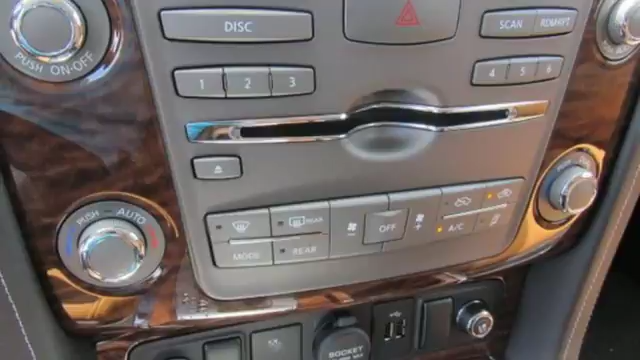 DISC
SCAN
RDM/RPT
PUSH ON·OFF
1 2 3
4 5 6
PUSH AUTO
REAR
OFF
MODE
REAR
A/C
SOCKET